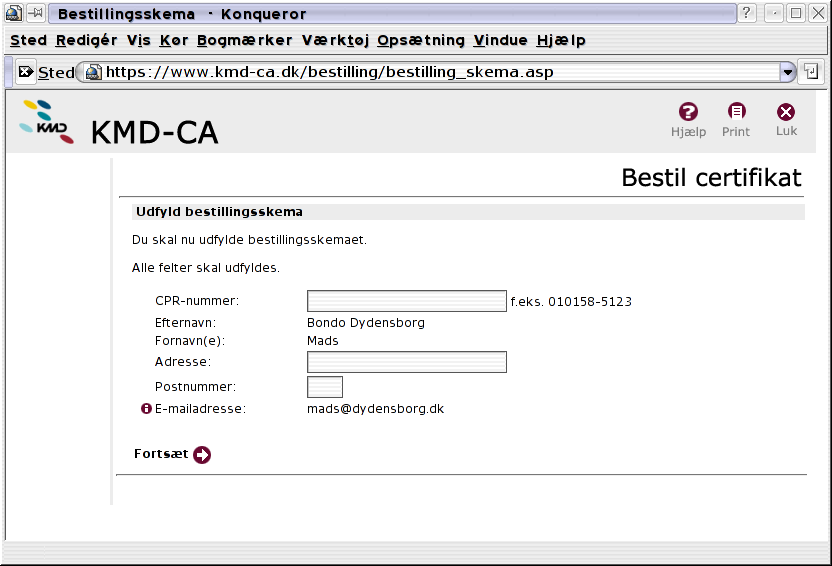 Bestillingsskema - Konqueror
Sted Redigér Vis Kør Bogmærker Værktøj Opsætning Vindue Hjælp
Sted https://www.kmd-ca.dk/bestilling/bestilling_skema.asp
KMD KMD-CA
Hjælp Print Luk
Bestil certifikat
Udfyld bestillingsskema
Du skal nu udfylde bestillingsskemaet.
Alle felter skal udfyldes.
CPR-nummer: f.eks. 010158-5123
Efternavn: Bondo Dydensborg
Fornavn(e): Mads
Adresse:
Postnummer:
E-mailadresse: mads@dydensborg.dk
Fortsæt